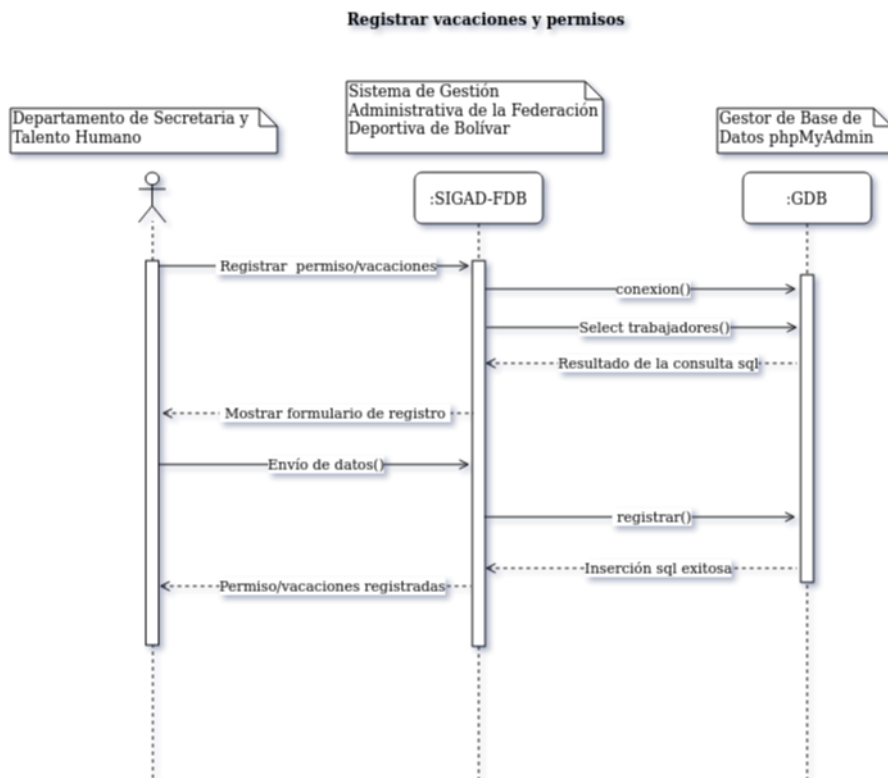 Registrar vacaciones y permisos
Departamento de Secretaria y
Talento Humano
Sistema de Gestión
Administrativa de la Federación
Deportiva de Bolívar
Gestor de Base de
Datos phpMyAdmin
:SIGAD-FDB
:GDB
Registrar permiso/vacaciones
conexion()
Select trabajadores()
Resultado de la consulta sql
Mostrar formulario de registro
Envío de datos()
registrar()
Inserción sql exitosa
Permiso/vacaciones registradas